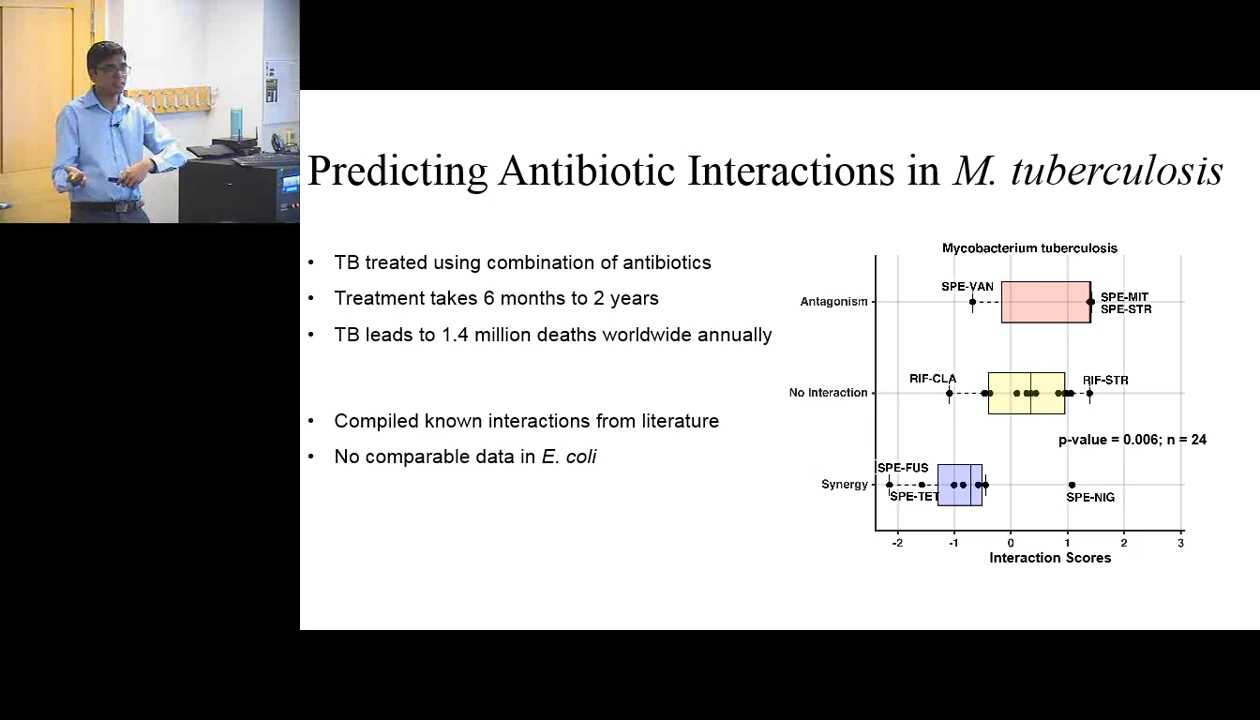 Predicting Antibiotic Interactions in M. tuberculosis
• TB treated using combination of antibiotics
• Treatment takes 6 months to 2 years
• TB leads to 1.4 million deaths worldwide annually
• Compiled known interactions from literature
• No comparable data in E. coli
Mycobacterium tuberculosis
Antagonism
SPE-VAN
SPE-MIT
SPE-STR
No Interaction
RIF-CLA
RIF-STR
p-value = 0.006; n = 24
Synergy
SPE-FUS
SPE-TET
SPE-NIG
-2 -1 0 1 2 3
Interaction Scores